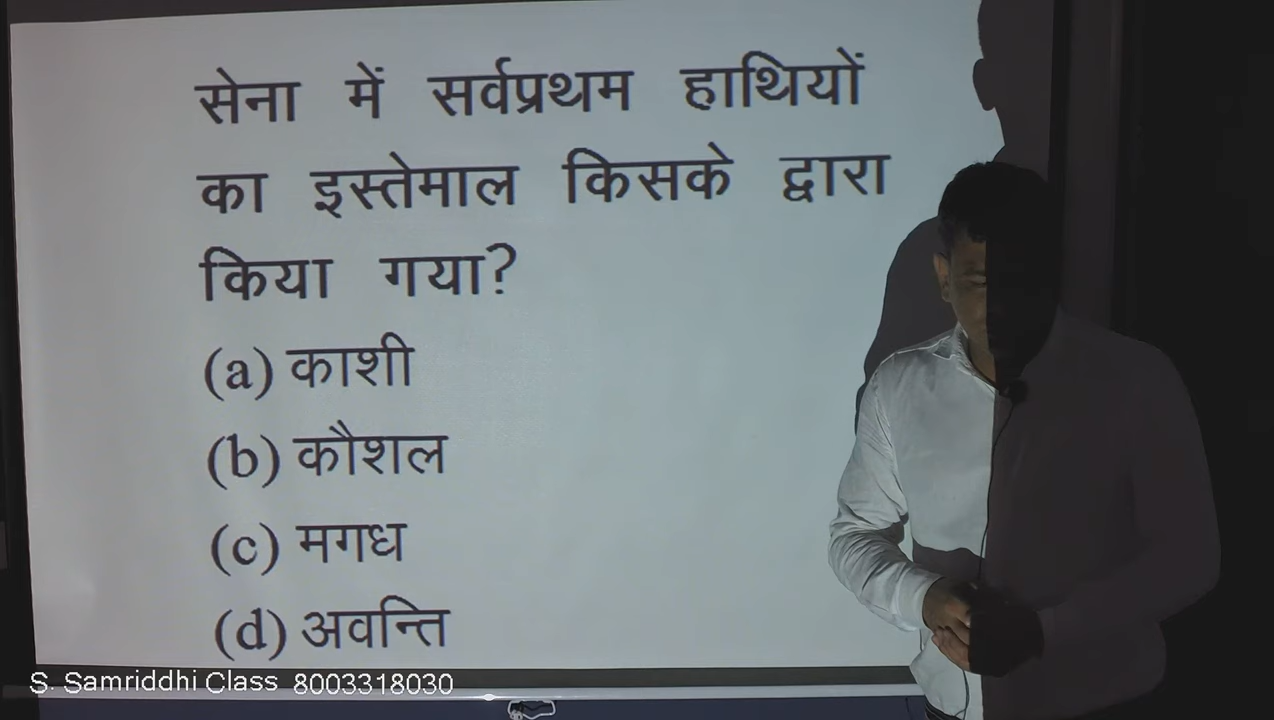 सेना में सर्वप्रथम हाथियों
का इस्तेमाल किसके द्वारा
किया गया?
(a) काशी
(b) कौशल
(c) मगध
(d) अवन्ति
S. Samriddhi Class 8003318030